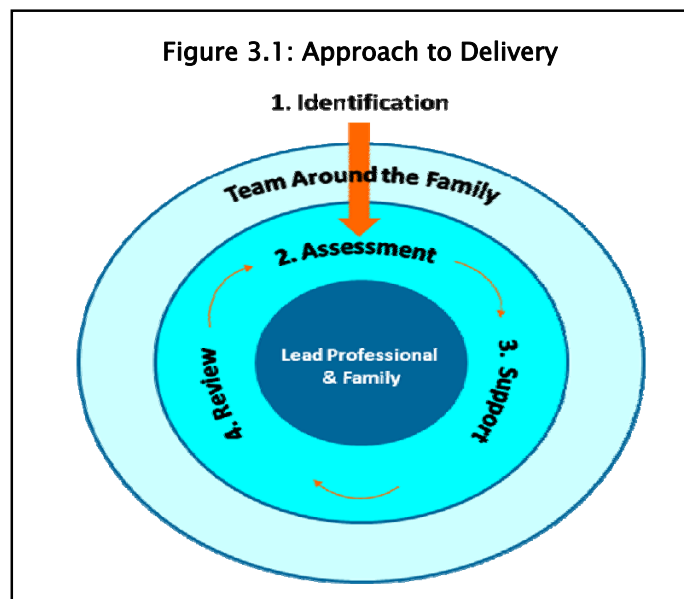 Figure 3.1: Approach to Delivery
1. Identification
Team Around the Family
2. Assessment
3. Support
4. Review
Lead Professional
& Family